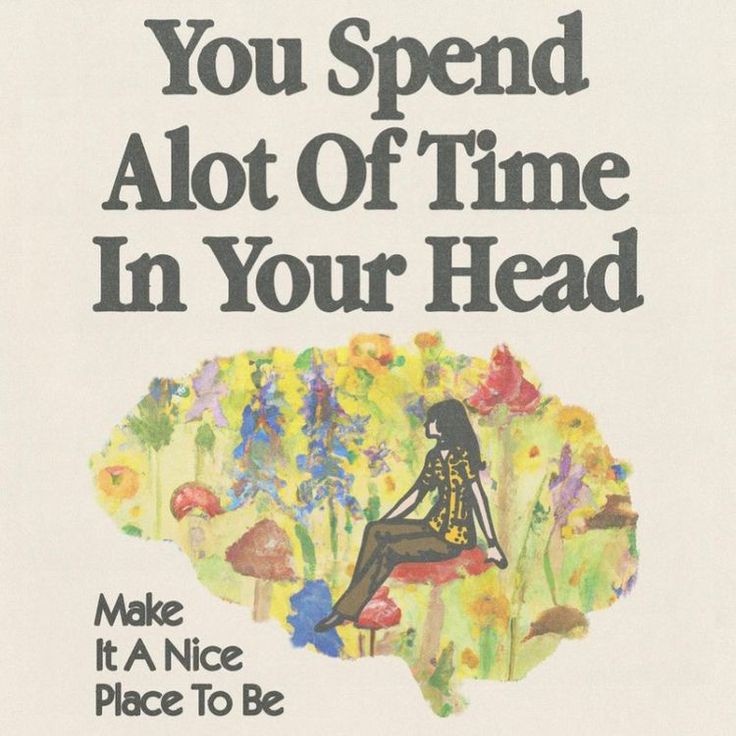 You Spend
Alot Of Time
In Your Head
Make
It A Nice
Place To Be